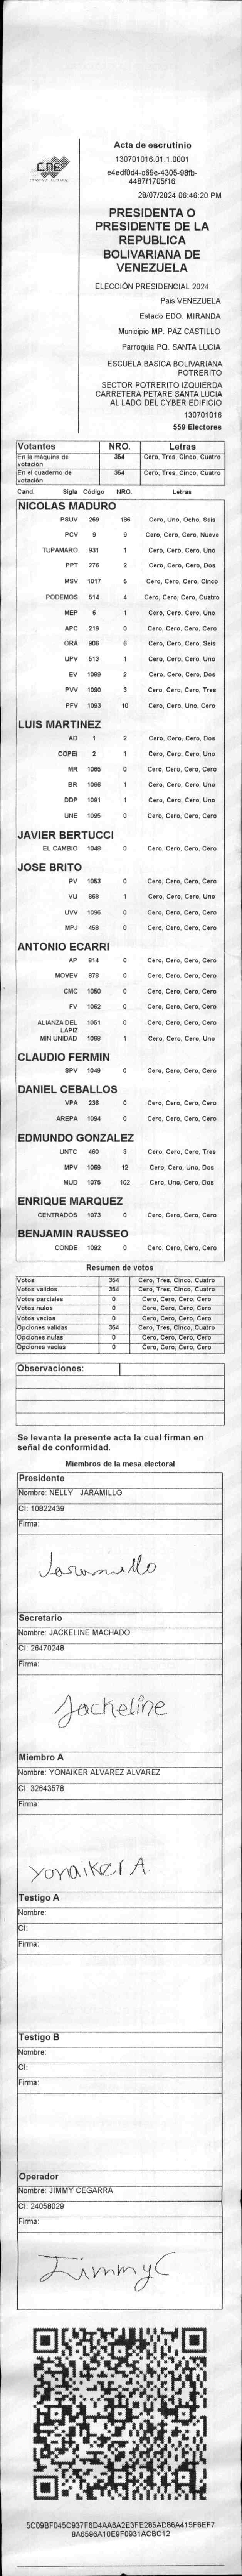 CNE
Acta de escrutinio
130701016.01.1.0001
e4edf0d4-c69e-4305-98fb-
4487f1705f16
28/07/2024 06:46:20 PM
PRESIDENTA O
PRESIDENTE DE LA
REPUBLICA
BOLIVARIANA DE
VENEZUELA
ELECCIÓN PRESIDENCIAL 2024
Pais VENEZUELA
Estado EDO. MIRANDA
Municipio MP. PAZ CASTILLO
Parroquia PQ. SANTA LUCIA
ESCUELA BASICA BOLIVARIANA
POTRERITO
SECTOR POTRERITO IZQUIERDA
CARRETERA PETARE SANTA LUCIA
AL LADO DEL CYBER EDIFICIO
130701016
559 Electores
Votantes NRO. Letras
En la máquina de votación 354 Cero, Tres, Cinco, Cuatro
En el cuaderno de votación 354 Cero, Tres, Cinco, Cuatro
Cand. Sigla Código NRO. Letras
NICOLAS MADURO
PSUV 269 186 Cero, Uno, Ocho, Seis
PCV 9 9 Cero, Cero, Cero, Nueve
TUPAMARO 931 1 Cero, Cero, Cero, Uno
PPT 276 2 Cero, Cero, Cero, Dos
MSV 1017 5 Cero, Cero, Cero, Cinco
PODEMOS 514 4 Cero, Cero, Cero, Cuatro
MEP 6 1 Cero, Cero, Cero, Uno
APC 219 0 Cero, Cero, Cero, Cero
ORA 906 6 Cero, Cero, Cero, Seis
UPV 513 1 Cero, Cero, Cero, Uno
EV 1089 2 Cero, Cero, Cero, Dos
PVV 1090 3 Cero, Cero, Cero, Tres
PFV 1093 10 Cero, Cero, Uno, Cero
LUIS MARTINEZ
AD 1 2 Cero, Cero, Cero, Dos
COPEI 2 1 Cero, Cero, Cero, Uno
MR 1065 0 Cero, Cero, Cero, Cero
BR 1066 1 Cero, Cero, Cero, Uno
DDP 1091 1 Cero, Cero, Cero, Uno
UNE 1095 0 Cero, Cero, Cero, Cero
JAVIER BERTUCCI
EL CAMBIO 1048 0 Cero, Cero, Cero, Cero
JOSE BRITO
PV 1053 0 Cero, Cero, Cero, Cero
VU 868 1 Cero, Cero, Cero, Uno
UVV 1096 0 Cero, Cero, Cero, Cero
MPJ 458 0 Cero, Cero, Cero, Cero
ANTONIO ECARRI
AP 614 0 Cero, Cero, Cero, Cero
MOVEV 878 0 Cero, Cero, Cero, Cero
CMC 1050 0 Cero, Cero, Cero, Cero
FV 1062 0 Cero, Cero, Cero, Cero
ALIANZA DEL LAPIZ 1051 0 Cero, Cero, Cero, Cero
MIN UNIDAD 1068 1 Cero, Cero, Cero, Uno
CLAUDIO FERMIN
SPV 1049 0 Cero, Cero, Cero, Cero
DANIEL CEBALLOS
VPA 236 0 Cero, Cero, Cero, Cero
AREPA 1094 0 Cero, Cero, Cero, Cero
EDMUNDO GONZALEZ
UNTC 460 3 Cero, Cero, Cero, Tres
MPV 1069 12 Cero, Cero, Uno, Dos
MUD 1075 102 Cero, Uno, Cero, Dos
ENRIQUE MARQUEZ
CENTRADOS 1073 0 Cero, Cero, Cero, Cero
BENJAMIN RAUSSEO
CONDE 1092 0 Cero, Cero, Cero, Cero
Resumen de votos
Votos 354 Cero, Tres, Cinco, Cuatro
Votos validos 354 Cero, Tres, Cinco, Cuatro
Votos parciales 0 Cero, Cero, Cero, Cero
Votos nulos 0 Cero, Cero, Cero, Cero
Votos vacios 0 Cero, Cero, Cero, Cero
Opciones validas 354 Cero, Tres, Cinco, Cuatro
Opciones nulas 0 Cero, Cero, Cero, Cero
Opciones vacias 0 Cero, Cero, Cero, Cero
Observaciones:
Se levanta la presente acta la cual firman en
señal de conformidad.
Miembros de la mesa electoral
Presidente
Nombre: NELLY JARAMILLO
CI: 10822439
Firma:
Jaramillo
Secretario
Nombre: JACKELINE MACHADO
CI: 26470248
Firma:
Jackeline
Miembro A
Nombre: YONAIKER ALVAREZ ALVAREZ
CI: 32643578
Firma:
Yonaiker A
Testigo A
Nombre:
CI:
Firma:
Testigo B
Nombre:
CI:
Firma:
Operador
Nombre: JIMMY CEGARRA
CI: 24058029
Firma:
Jimmy C
5C09BF045C937F6D4AA6A2E3FE285AD86A415F6EF7
8A6596A10E9F0931ACBC12